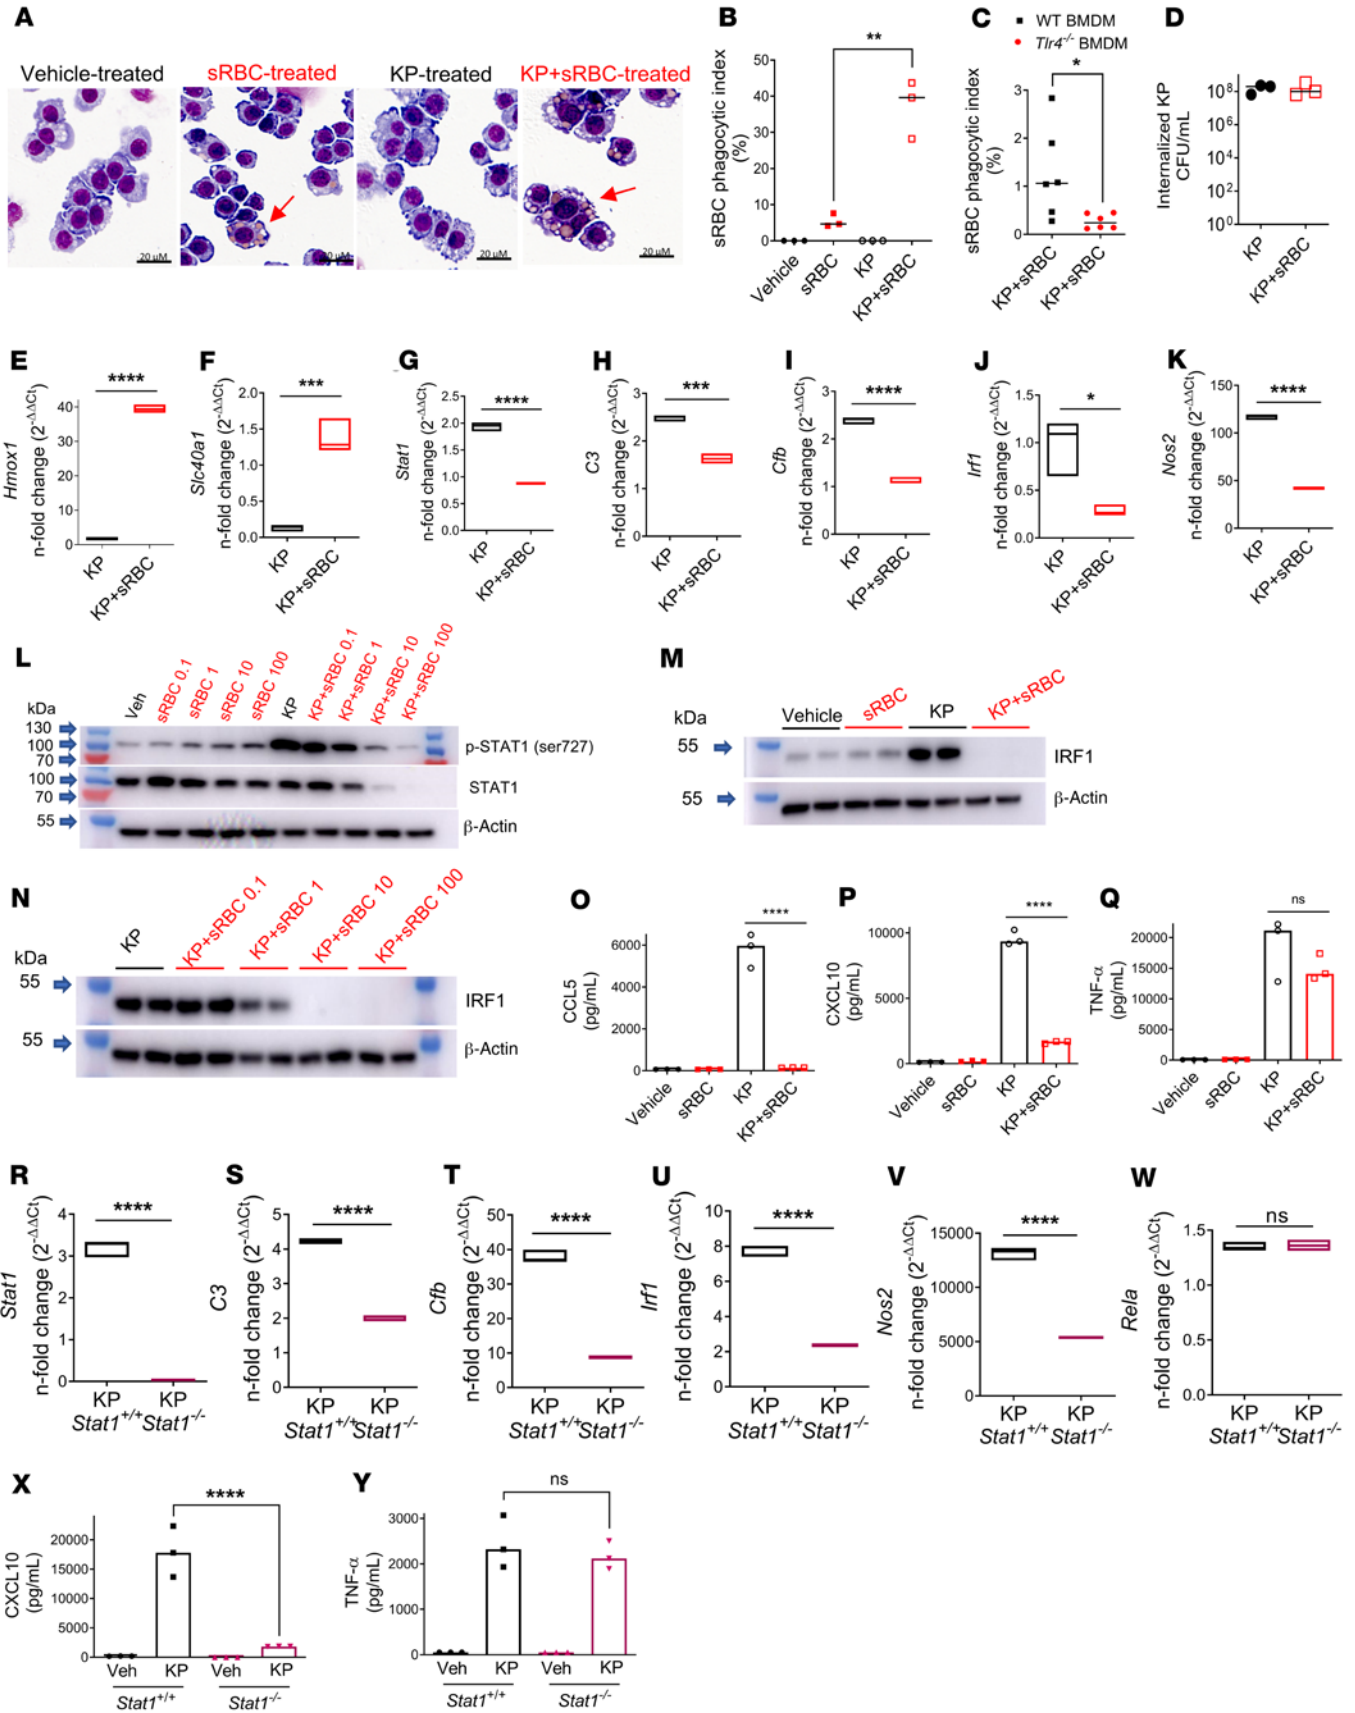 A
Vehicle-treated
sRBC-treated
KP-treated
KP+sRBC-treated
20 µM
20 µM
20 µM
20 µM
B
sRBC phagocytic index
(%)
50
40
30
20
10
0
**
Vehicle
sRBC
KP
KP+sRBC
C
WT BMDM
Tlr4-/- BMDM
sRBC phagocytic index
(%)
3
2
1
0
*
KP+sRBC
KP+sRBC
D
Internalized KP
CFU/mL
10^8
10^6
10^4
10^2
10^0
KP
KP+sRBC
E
Hmox1
n-fold change (2^-ΔΔCt)
40
30
20
10
0
****
KP
KP+sRBC
F
Slc40a1
n-fold change (2^-ΔΔCt)
2.0
1.5
1.0
0.5
0.0
***
KP
KP+sRBC
G
Stat1
n-fold change (2^-ΔΔCt)
2.5
2.0
1.5
1.0
0.5
0.0
****
KP
KP+sRBC
H
C3
n-fold change (2^-ΔΔCt)
3
2
1
0
***
KP
KP+sRBC
I
Cfb
n-fold change (2^-ΔΔCt)
3
2
1
0
****
KP
KP+sRBC
J
Irf1
n-fold change (2^-ΔΔCt)
1.5
1.0
0.5
0.0
*
KP
KP+sRBC
K
Nos2
n-fold change (2^-ΔΔCt)
150
100
50
0
****
KP
KP+sRBC
L
kDa
Veh
sRBC 0.1
sRBC 1
sRBC 10
sRBC 100
KP
KP+sRBC 0.1
KP+sRBC 1
KP+sRBC 10
KP+sRBC 100
130
100
70
p-STAT1 (ser727)
100
70
STAT1
55
β-Actin
M
kDa
Vehicle
sRBC
KP
KP+sRBC
55
IRF1
55
β-Actin
N
kDa
KP
KP+sRBC 0.1
KP+sRBC 1
KP+sRBC 10
KP+sRBC 100
55
IRF1
55
β-Actin
O
CCL5
(pg/mL)
6000
4000
2000
0
****
Vehicle
sRBC
KP
KP+sRBC
P
CXCL10
(pg/mL)
10000
5000
0
****
Vehicle
sRBC
KP
KP+sRBC
Q
TNF-α
(pg/mL)
20000
15000
10000
5000
0
ns
Vehicle
sRBC
KP
KP+sRBC
R
Stat1
n-fold change (2^-ΔΔCt)
4
3
2
1
0
****
KP KP
Stat1+/+ Stat1-/-
S
C3
n-fold change (2^-ΔΔCt)
5
4
3
2
1
0
****
KP KP
Stat1+/+ Stat1-/-
T
Cfb
n-fold change (2^-ΔΔCt)
50
40
30
20
10
0
****
KP KP
Stat1+/+ Stat1-/-
U
Irf1
n-fold change (2^-ΔΔCt)
10
8
6
4
2
0
****
KP KP
Stat1+/+ Stat1-/-
V
Nos2
n-fold change (2^-ΔΔCt)
15000
10000
5000
0
****
KP KP
Stat1+/+ Stat1-/-
W
Rela
n-fold change (2^-ΔΔCt)
1.5
1.0
0.5
0.0
ns
KP KP
Stat1+/+ Stat1-/-
X
CXCL10
(pg/mL)
20000
15000
10000
5000
0
****
Veh KP Veh KP
Stat1+/+ Stat1-/-
Y
TNF-α
(pg/mL)
3000
2000
1000
0
ns
Veh KP Veh KP
Stat1+/+ Stat1-/-